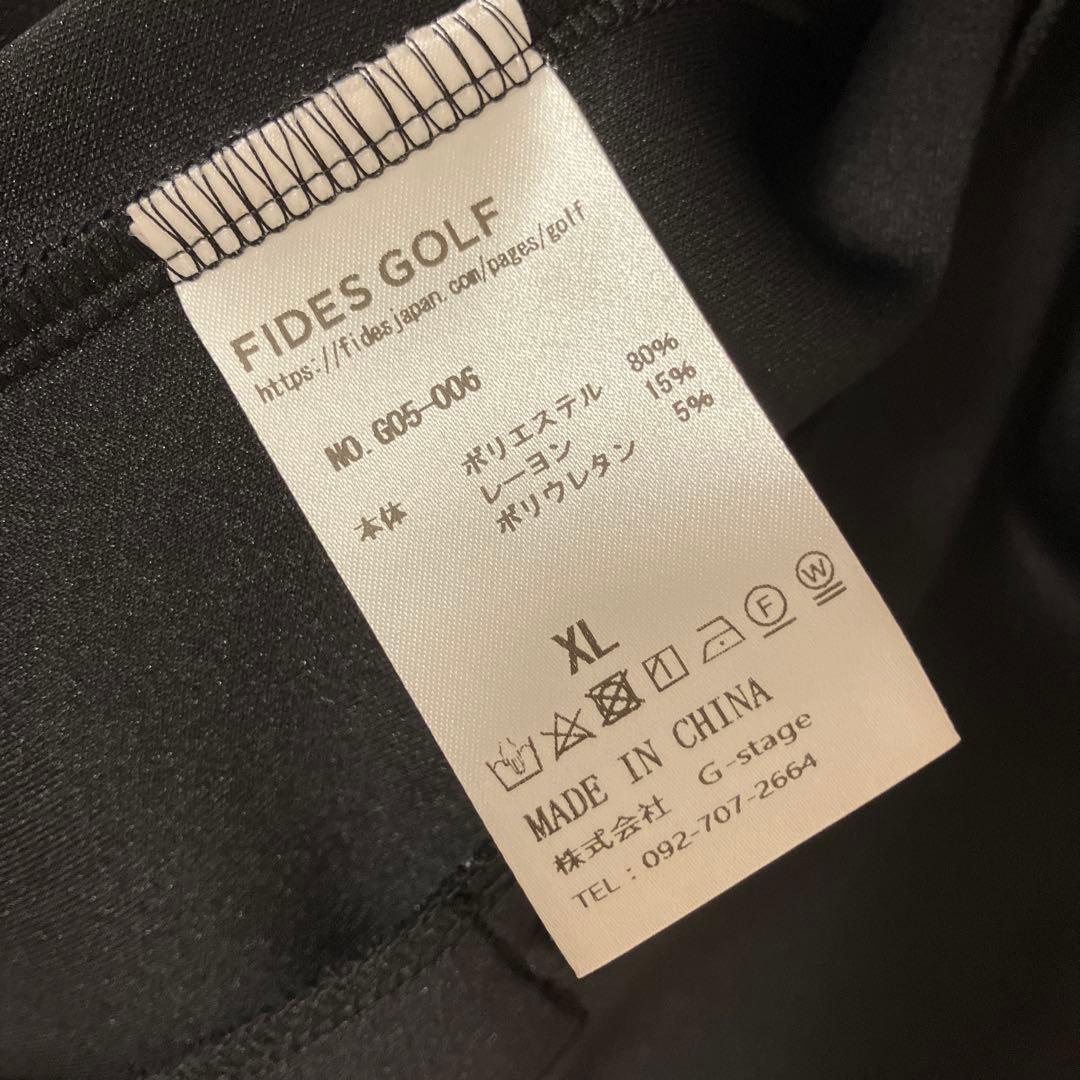 FIDES GOLF
https://fidesjapan.com/pages/golf
NO. G05-006
本体 ポリエステル 80%
レーヨン 15%
ポリウレタン 5%
XL
F W
MADE IN CHINA
株式会社 G-stage
TEL：092-707-2664